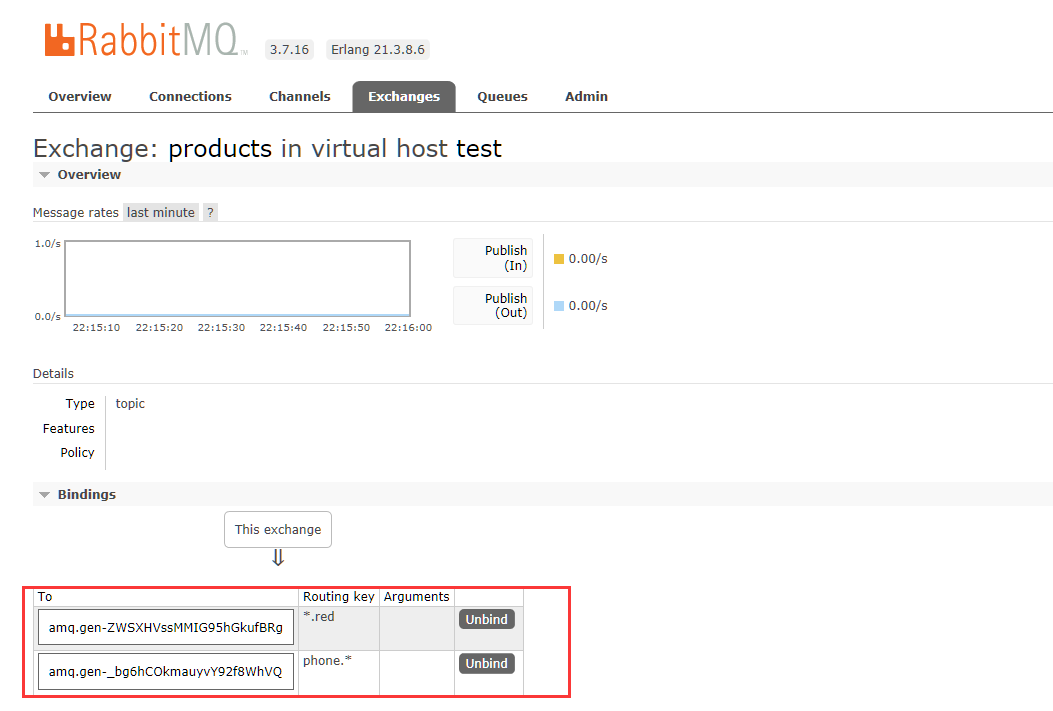 RabbitMQ TM 3.7.16 Erlang 21.3.8.6
Overview Connections Channels Exchanges Queues Admin
Exchange: products in virtual host test
Overview
Message rates last minute ?
1.0/s
0.0/s
22:15:10 22:15:20 22:15:30 22:15:40 22:15:50 22:16:00
Publish
(In)
0.00/s
Publish
(Out)
0.00/s
Details
Type topic
Features
Policy
Bindings
This exchange
⇓
To Routing key Arguments
amq.gen-ZWSXHVssMMIG95hGkufBRg *.red Unbind
amq.gen-_bg6hCOkmauyvY92f8WhVQ phone.* Unbind